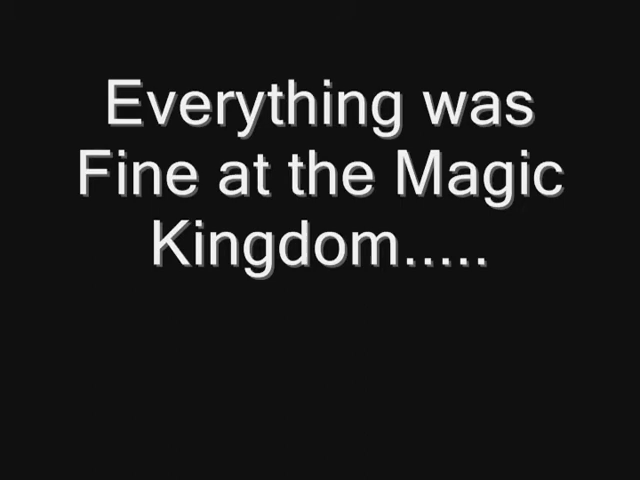 Everything was
Fine at the Magic
Kingdom.....